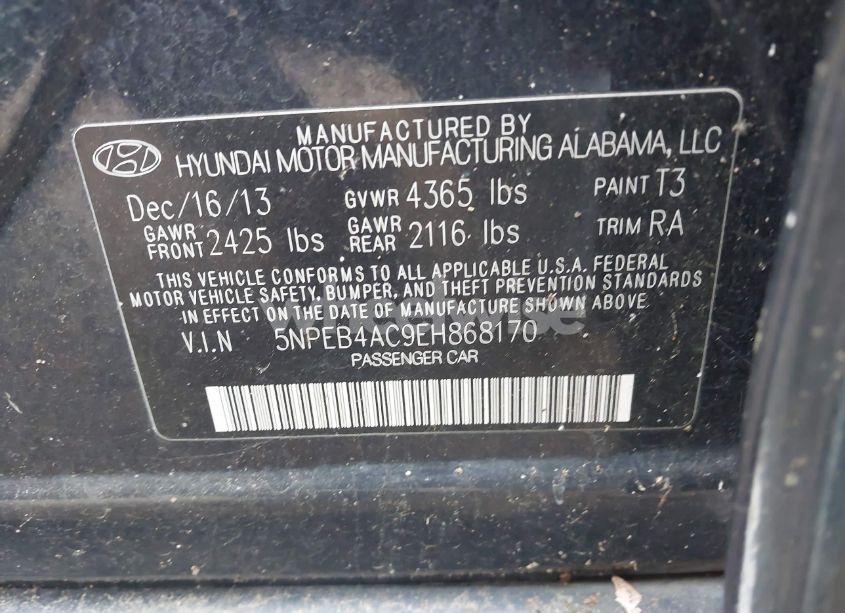 MANUFACTURED BY
HYUNDAI MOTOR MANUFACTURING ALABAMA, LLC
Dec/16/13 GVWR 4365 lbs PAINT T3
GAWR FRONT 2425 lbs GAWR REAR 2116 lbs TRIM RA
THIS VEHICLE CONFORMS TO ALL APPLICABLE U.S.A. FEDERAL
MOTOR VEHICLE SAFETY, BUMPER, AND THEFT PREVENTION STANDARDS
IN EFFECT ON THE DATE OF MANUFACTURE SHOWN ABOVE.
V.I.N 5NPEB4AC9EH868170
PASSENGER CAR